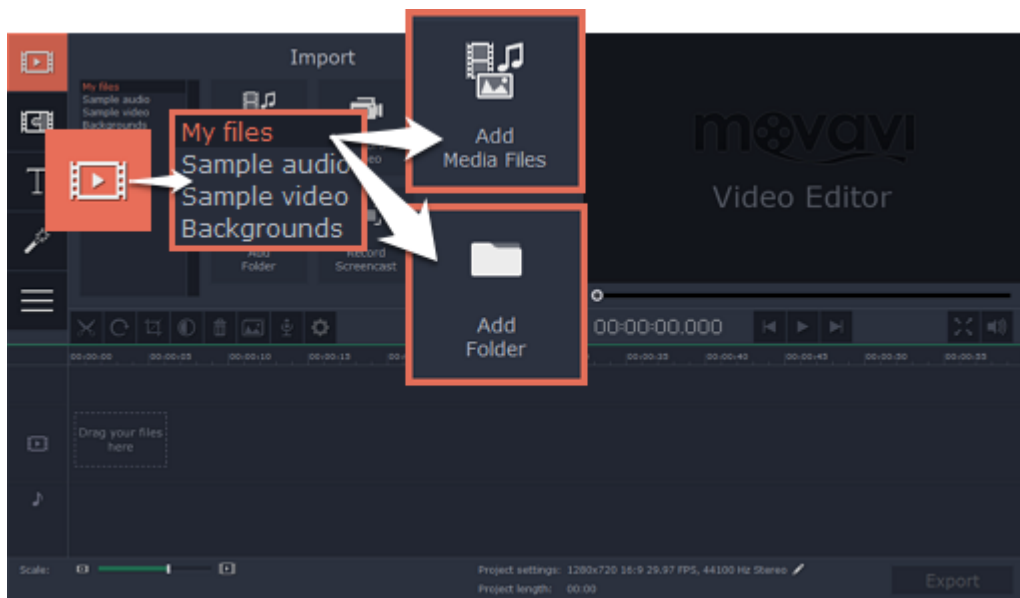 Import
My files
Sample audio
Sample video
Backgrounds
My files
Sample audio
Sample video
Backgrounds
Add
Media Files
Add
Folder
Add
Folder
Record
Screencast
movavi
Video Editor
00:00:00.000
00:00:00
00:00:05
00:00:10
00:00:15
00:00:35
00:00:40
00:00:45
00:00:50
00:00:55
Drag your files
here
Scale:
Project settings: 1280x720 16:9 29.97 FPS, 44100 Hz Stereo
Project length: 00:00
Export